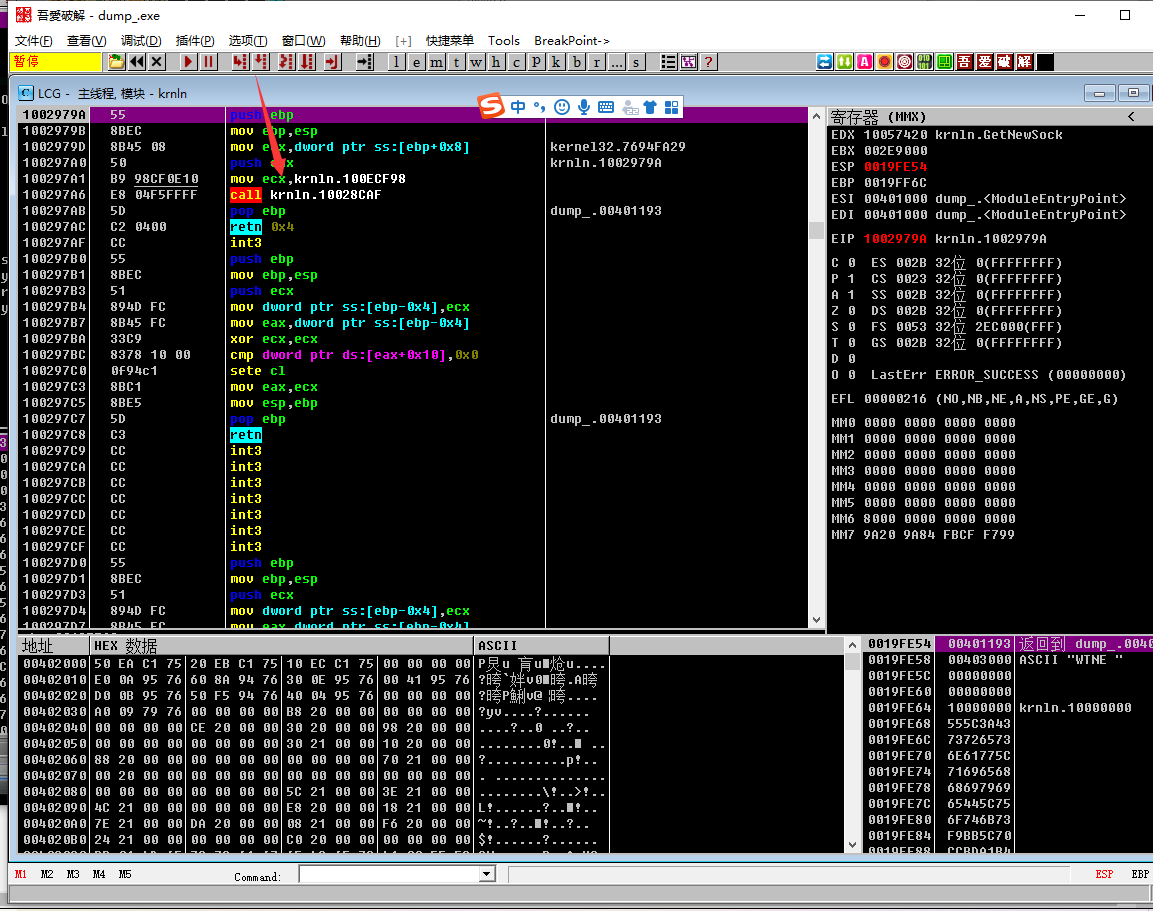 吾愛破解 - dump_.exe
文件(F) 查看(V) 调试(D) 插件(P) 选项(T) 窗口(W) 帮助(H) [+] 快捷菜单 Tools BreakPoint->
暂停 l e m t w h c P k b r ... s ? A 吾 爱 破 解
LCG - 主线程, 模块 - krnln
中
1002979A 55 push ebp
1002979B 8BEC mov ebp,esp
1002979D 8B45 08 mov eax,dword ptr ss:[ebp+0x8] kernel32.7694FA29
100297A0 50 push eax krnln.1002979A
100297A1 B9 98CF0E10 mov ecx,krnln.100ECF98
100297A6 E8 04F5FFFF call krnln.10028CAF
100297AB 5D pop ebp dump_.00401193
100297AC C2 0400 retn 0x4
100297AF CC int3
100297B0 55 push ebp
100297B1 8BEC mov ebp,esp
100297B3 51 push ecx
100297B4 894D FC mov dword ptr ss:[ebp-0x4],ecx
100297B7 8B45 FC mov eax,dword ptr ss:[ebp-0x4]
100297BA 33C9 xor ecx,ecx
100297BC 8378 10 00 cmp dword ptr ds:[eax+0x10],0x0
100297C0 0f94c1 sete cl
100297C3 8BC1 mov eax,ecx
100297C5 8BE5 mov esp,ebp
100297C7 5D pop ebp dump_.00401193
100297C8 C3 retn
100297C9 CC int3
100297CA CC int3
100297CB CC int3
100297CC CC int3
100297CD CC int3
100297CE CC int3
100297CF CC int3
100297D0 55 push ebp
100297D1 8BEC mov ebp,esp
100297D3 51 push ecx
100297D4 894D FC mov dword ptr ss:[ebp-0x4],ecx
100297D7 8B45 FC mov eax,dword ptr ss:[ebp-0x4]
寄存器 (MMX) <
EDX 10057420 krnln.GetNewSock
EBX 002E9000
ESP 0019FE54
EBP 0019FF6C
ESI 00401000 dump_.<ModuleEntryPoint>
EDI 00401000 dump_.<ModuleEntryPoint>
EIP 1002979A krnln.1002979A
C 0 ES 002B 32位 0(FFFFFFFF)
P 1 CS 0023 32位 0(FFFFFFFF)
A 1 SS 002B 32位 0(FFFFFFFF)
Z 0 DS 002B 32位 0(FFFFFFFF)
S 0 FS 0053 32位 2EC000(FFF)
T 0 GS 002B 32位 0(FFFFFFFF)
D 0
O 0 LastErr ERROR_SUCCESS (00000000)
EFL 00000216 (NO,NB,NE,A,NS,PE,GE,G)
MM0 0000 0000 0000 0000
MM1 0000 0000 0000 0000
MM2 0000 0000 0000 0000
MM3 0000 0000 0000 0000
MM4 0000 0000 0000 0000
MM5 0000 0000 0000 0000
MM6 8000 0000 0000 0000
MM7 9A20 9A84 FBCF F799
地址 HEX 数据 ASCII
00402000 50 EA C1 75 20 EB C1 75 10 EC C1 75 00 00 00 00
00402010 E0 0A 95 76 60 8A 94 76 30 0E 95 76 00 41 95 76
00402020 D0 0B 95 76 50 F5 94 76 40 04 95 76 00 00 00 00
00402030 A0 09 79 76 00 00 00 00 B8 20 00 00 00 00 00 00 ?yv....?......
00402040 00 00 00 00 CE 20 00 00 30 20 00 00 98 20 00 00 ....?..0 ..?..
00402050 00 00 00 00 00 00 00 00 30 21 00 00 10 20 00 00
00402060 88 20 00 00 00 00 00 00 00 00 00 00 70 21 00 00 ?..........p!..
00402070 00 20 00 00 00 00 00 00 00 00 00 00 00 00 00 00 . ..............
00402080 00 00 00 00 00 00 00 00 5C 21 00 00 3E 21 00 00 ........\!..>!..
00402090 4C 21 00 00 00 00 00 00 E8 20 00 00 18 21 00 00
004020A0 7E 21 00 00 DA 20 00 00 08 21 00 00 F6 20 00 00
004020B0 24 21 00 00 00 00 00 00 C0 20 00 00 00 00 00 00 $!......?......
0019FE54 00401193 返回到 dump_.0040
0019FE58 00403000 ASCII "WTNE "
0019FE5C 00000000
0019FE60 00000000
0019FE64 10000000 krnln.10000000
0019FE68 555C3A43
0019FE6C 73726573
0019FE70 6E61775C
0019FE74 71696568
0019FE78 68697969
0019FE7C 65445C75
0019FE80 6F746B73
0019FE84 F9BB5C70
0019FE88 CCBDA1B4
M1 M2 M3 M4 M5 Command: ESP EBP